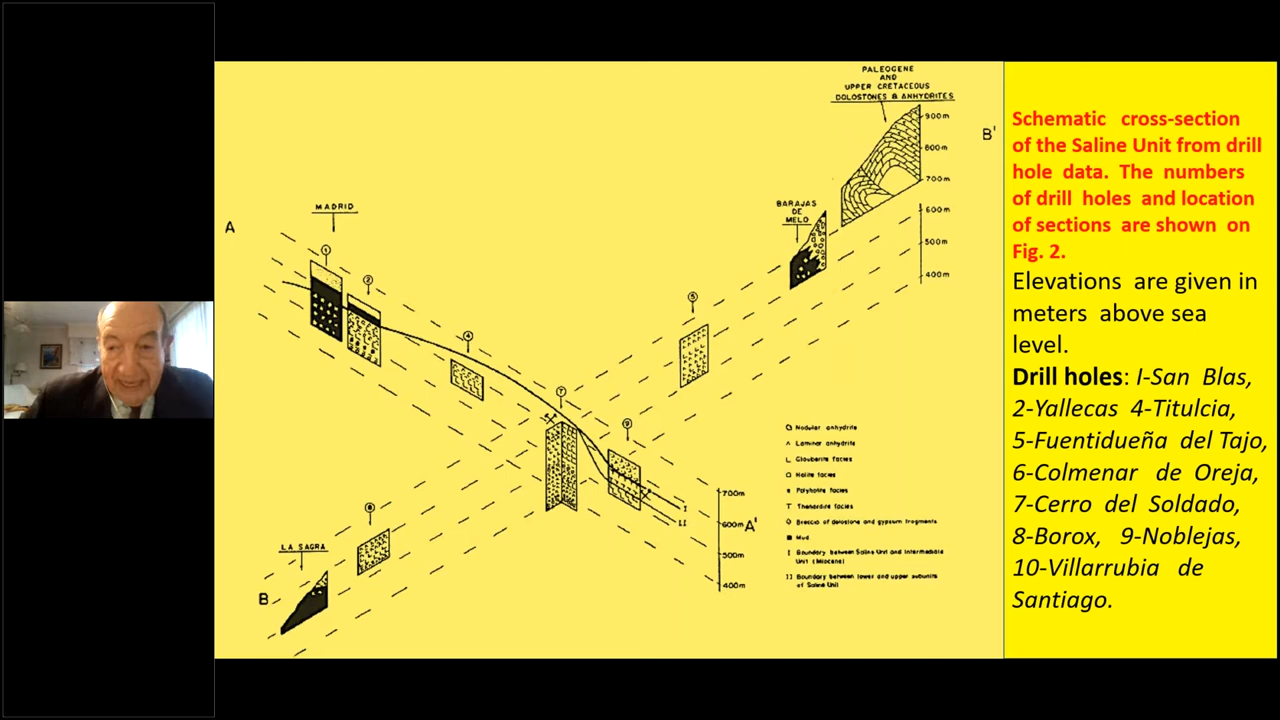 PALEOGENE
AND
UPPER CRETACEOUS
DOLOSTONES & ANHYDRITES
900m
B'
800m
700m
BARAJAS
DE
MELO
600m
500m
400m
MADRID
A
1
2
4
5
7
9
8
LA SAGRA
B
700m
600m A'
500m
400m
I
II
Nodular anhydrite
Laminar anhydrite
Glauberite facies
Halite facies
Polyhalite facies
Thenardite facies
Breccia of dolostone and gypsum fragments
Mud
I Boundary between Saline Unit and Intermediate
Unit (Miocene)
II Boundary between lower and upper subunits
of Saline Unit
Schematic cross-section
of the Saline Unit from drill
hole data. The numbers
of drill holes and location
of sections are shown on
Fig. 2.
Elevations are given in
meters above sea
level.
Drill holes: I-San Blas,
2-Yallecas 4-Titulcia,
5-Fuentidueña del Tajo,
6-Colmenar de Oreja,
7-Cerro del Soldado,
8-Borox, 9-Noblejas,
10-Villarrubia de
Santiago.